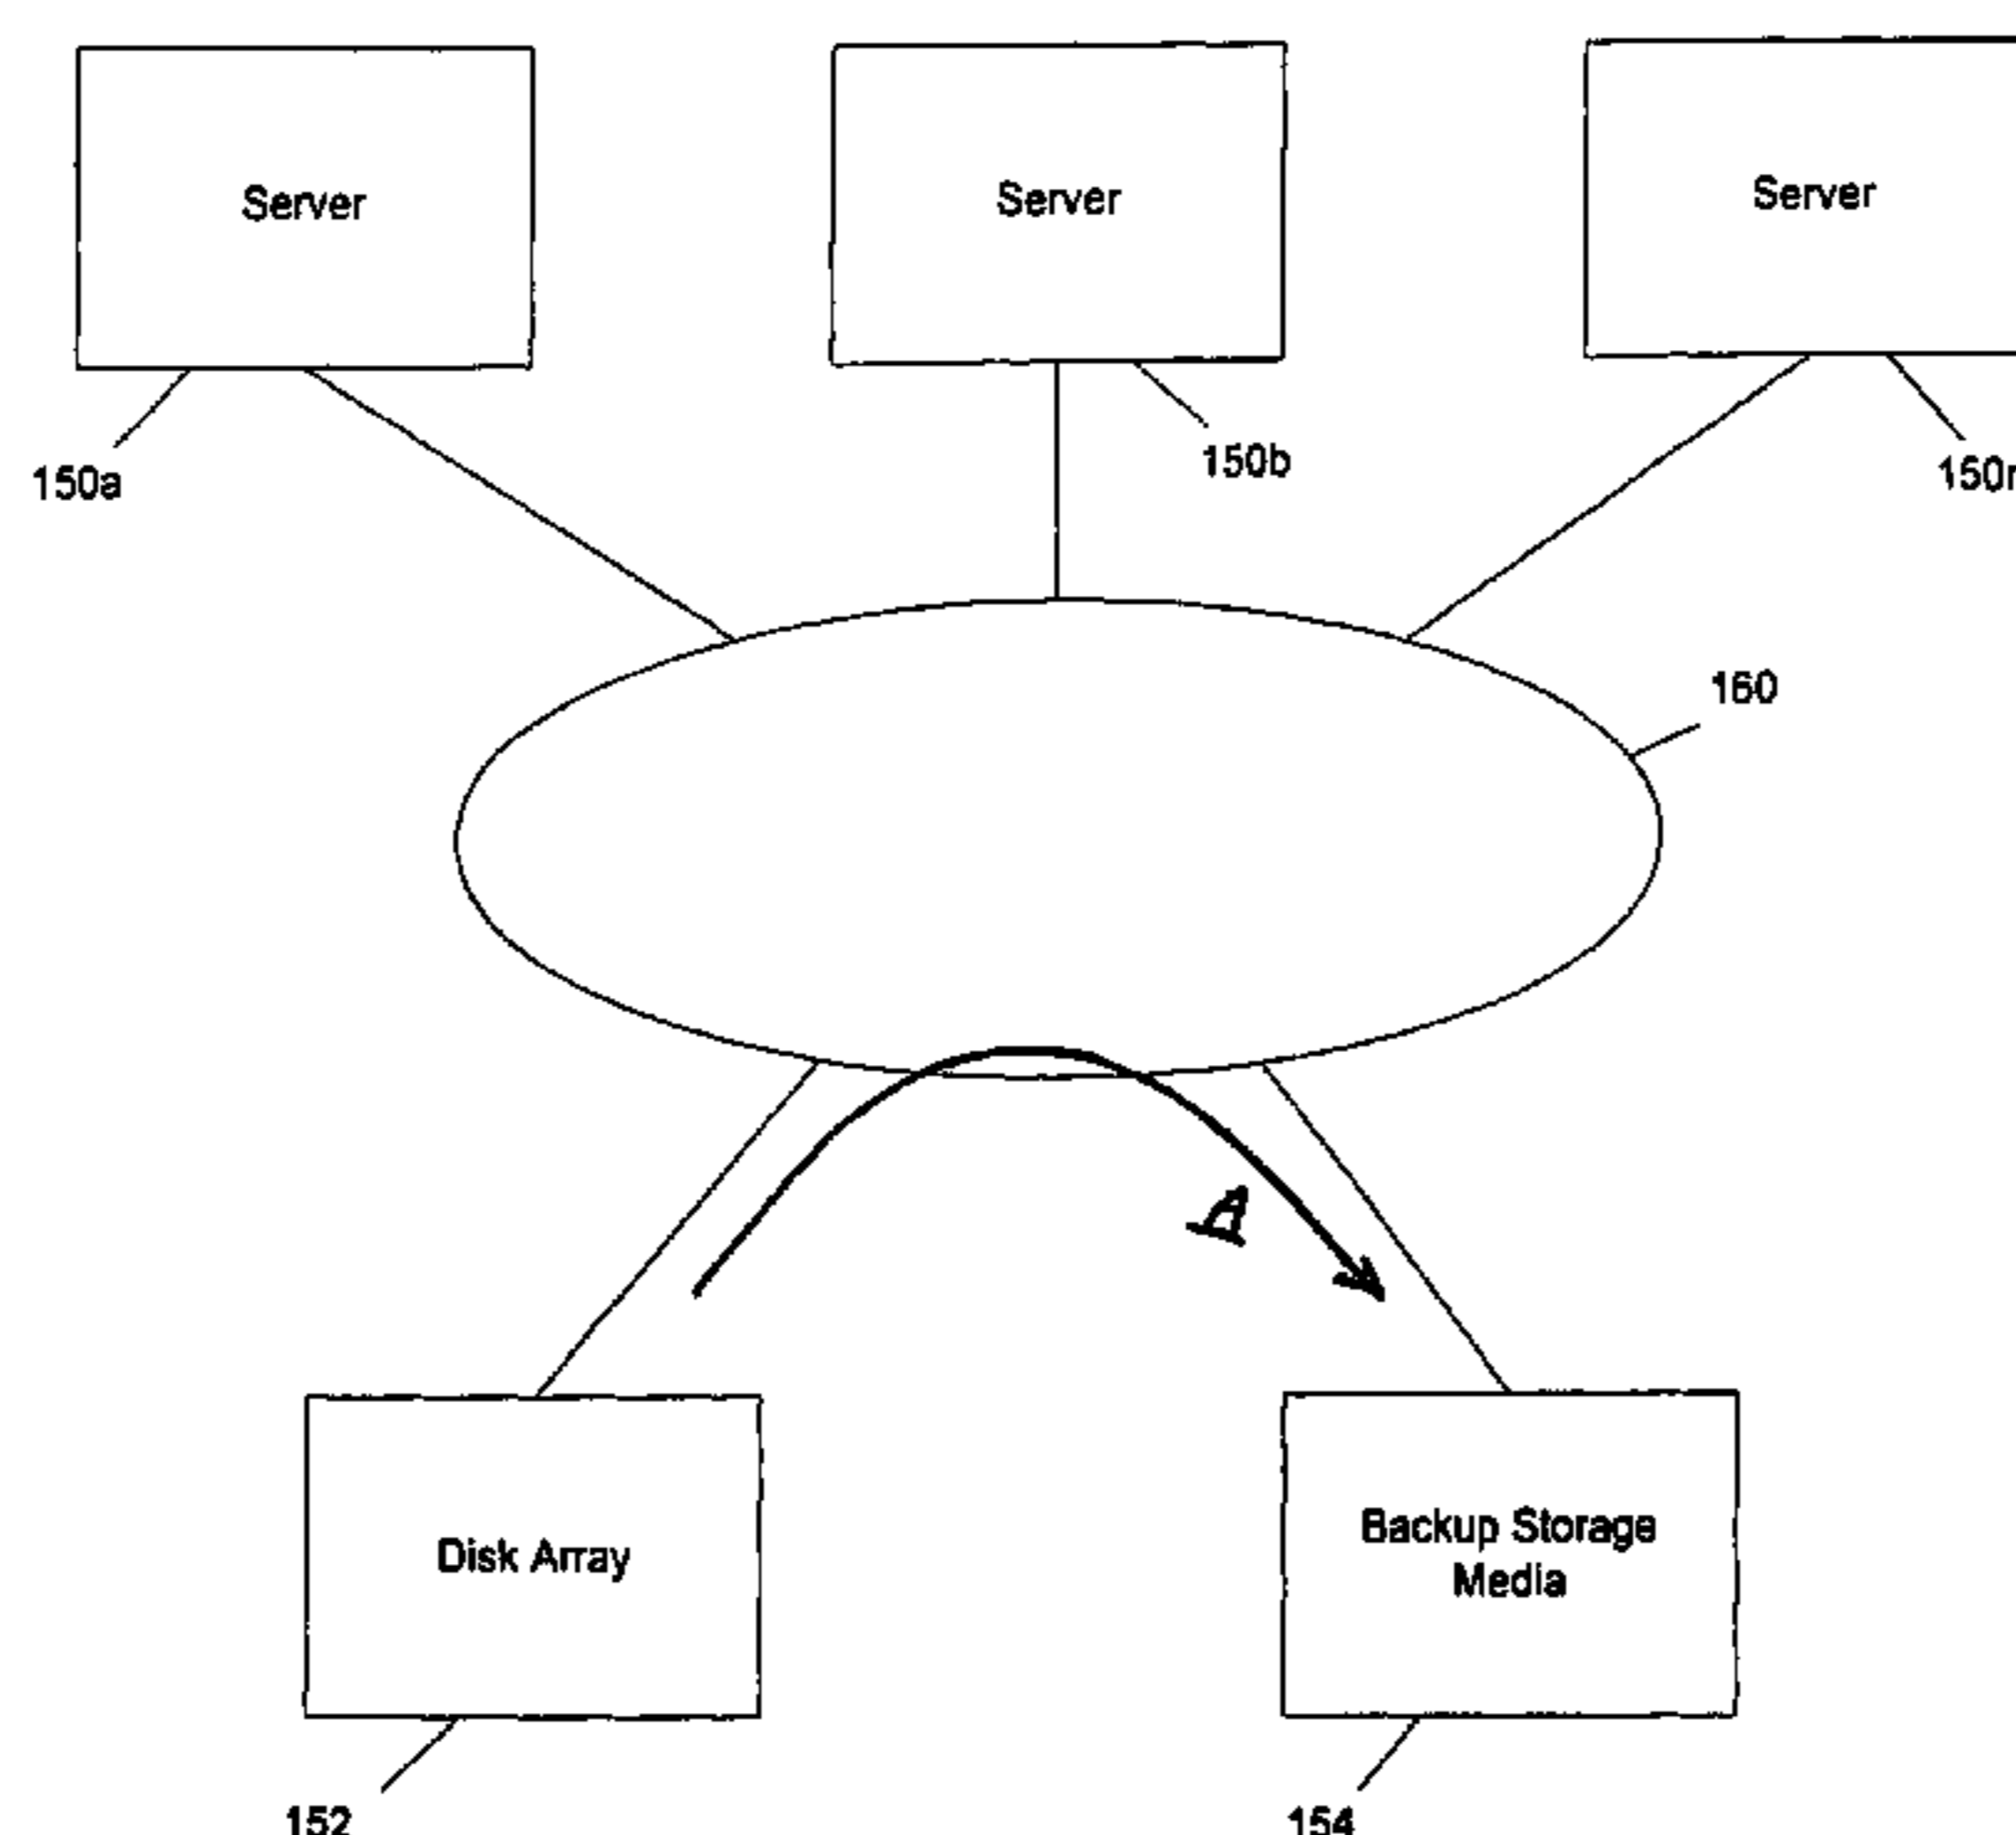 Server
Server
Server
150a
150b
160
A
Disk Array
Backup Storage
Media
152
154